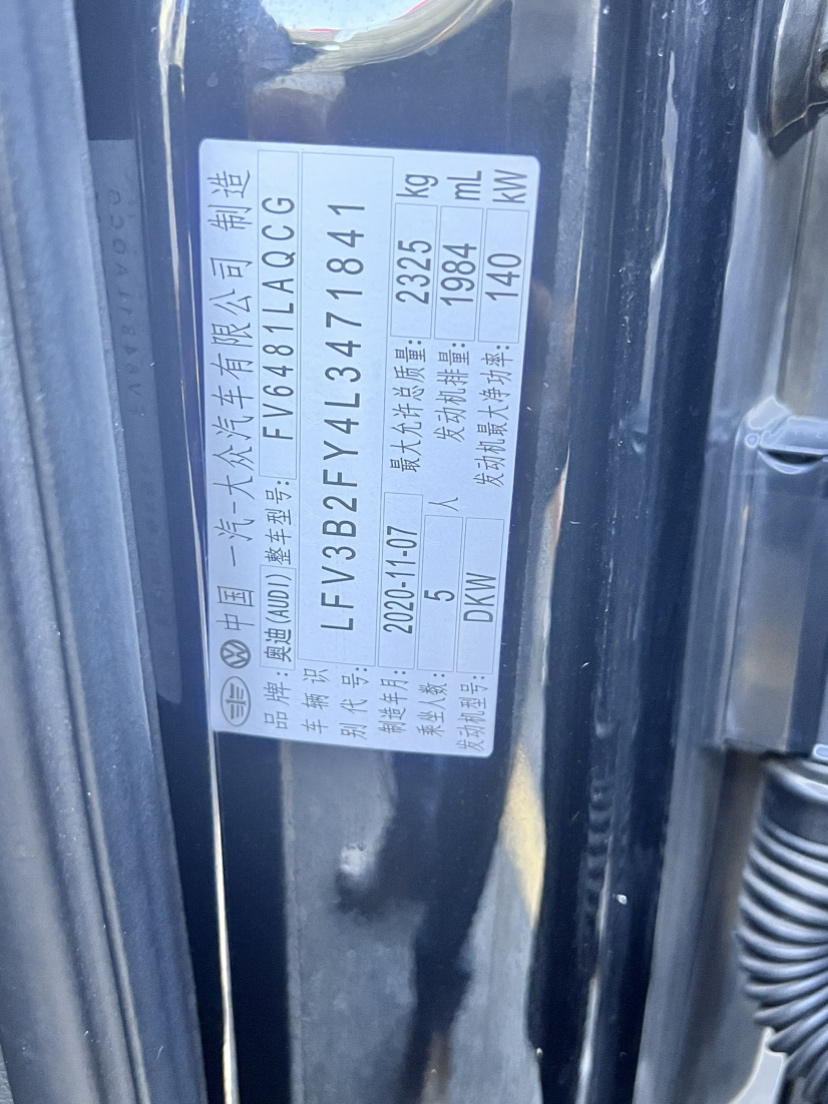 中国 一汽-大众汽车有限公司 制造
品牌: 奥迪(AUDI) 整车型号: FV6481LAQCG
车辆识别代号: LFV3B2FY4L3471841
制造年月: 2020-11-07 最大允许总质量: 2325 kg
乘坐人数: 5 人 发动机排量: 1984 mL
发动机型号: DKW 发动机最大净功率: 140 kW